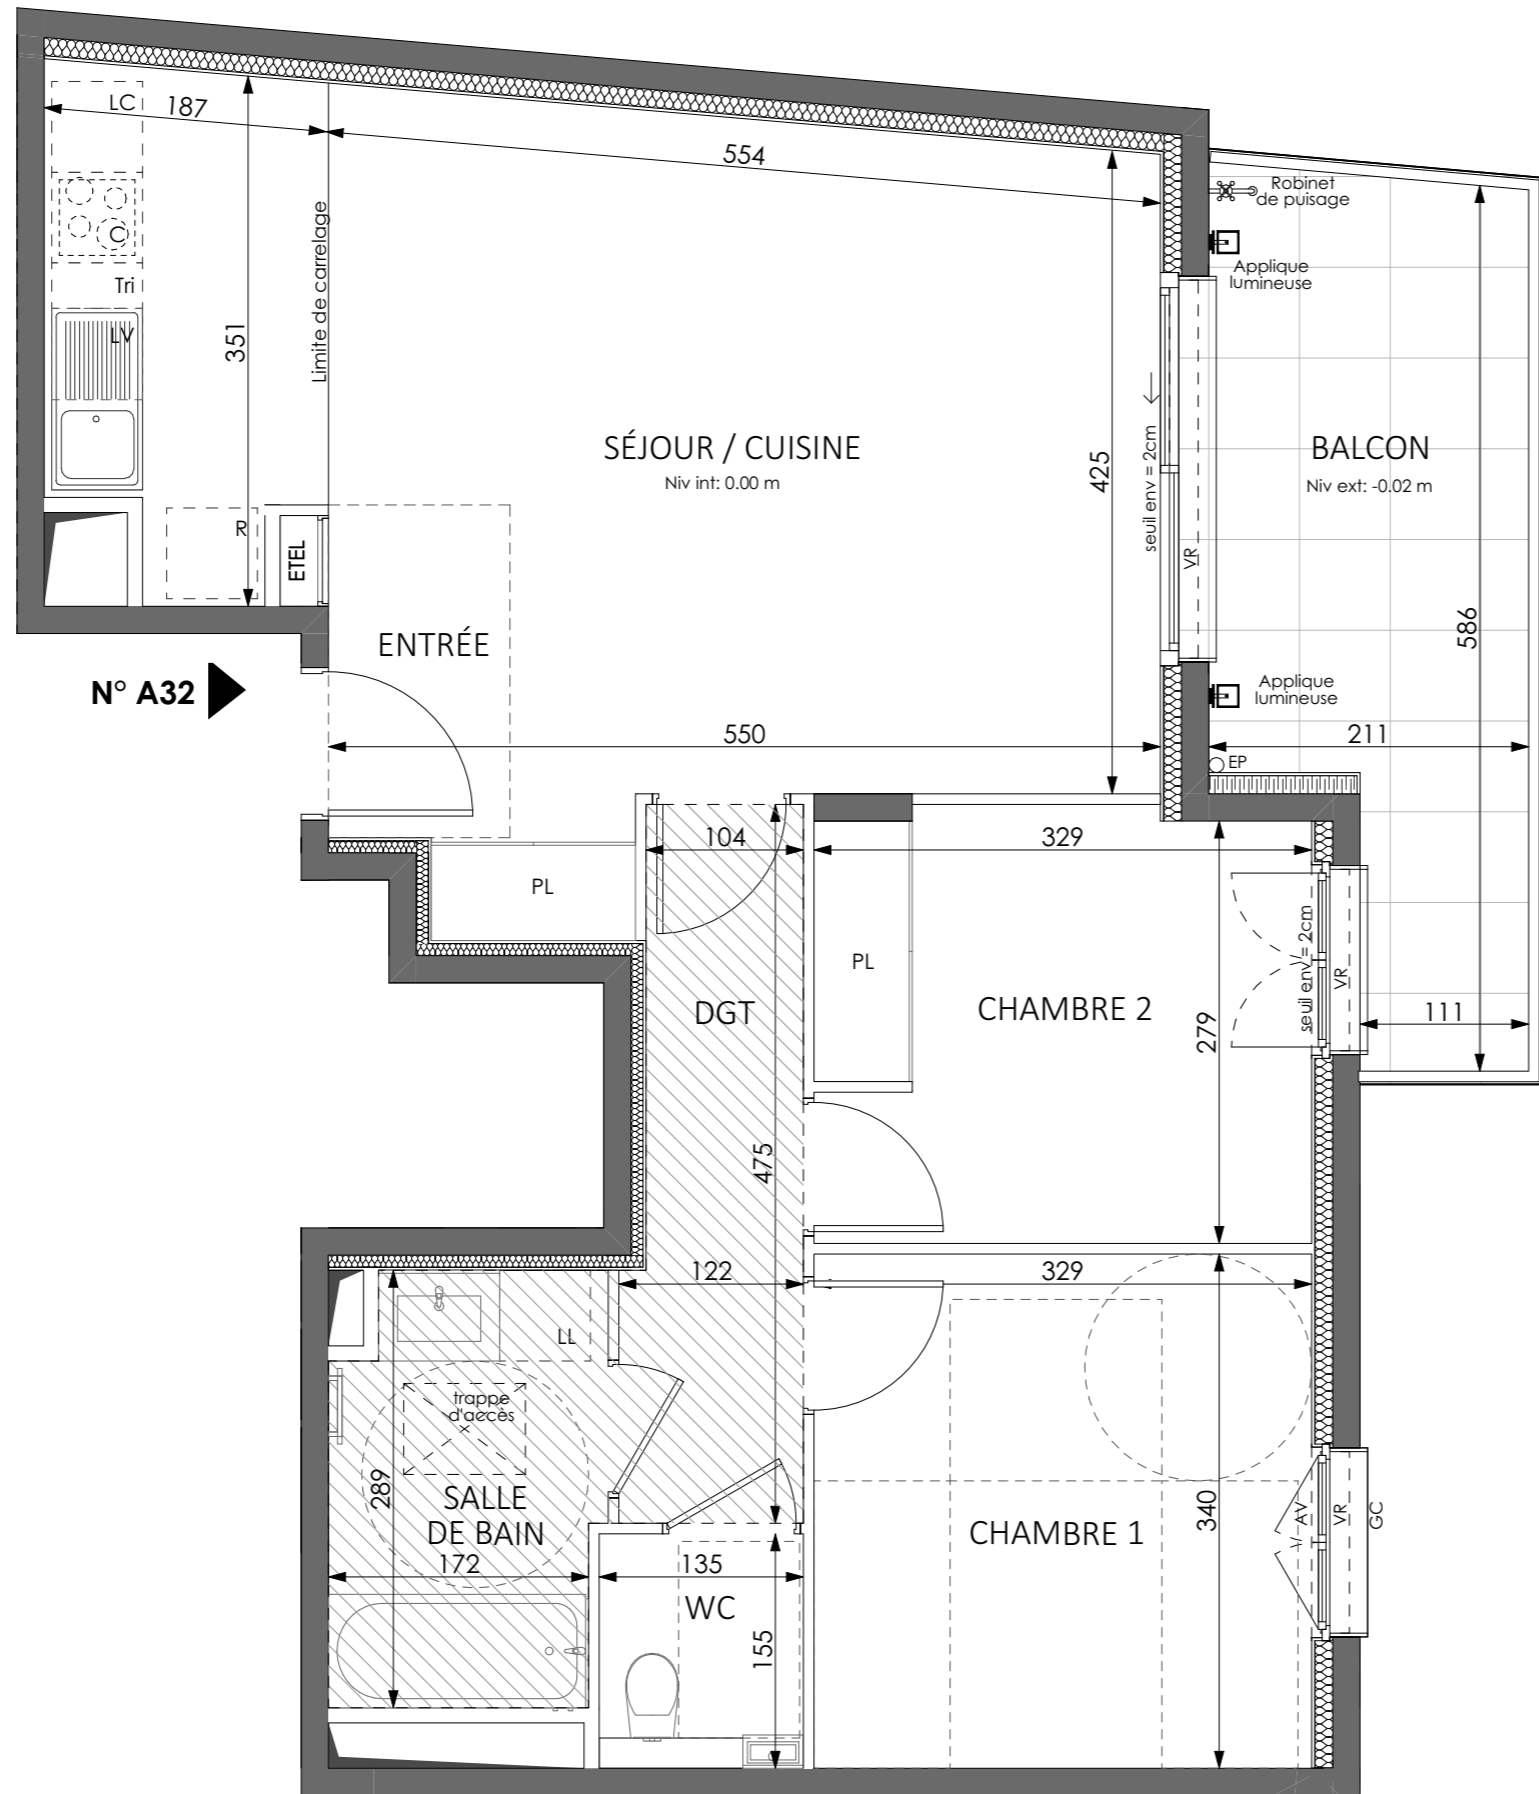 LC
187
554
Robinet
de puisage
Applique
lumineuse
C
Tri
LV
351
Limite de carrelage
SÉJOUR / CUISINE
Niv int: 0.00 m
425
seuil env = 2cm
VR
BALCON
Niv ext: -0.02 m
R
ETEL
ENTRÉE
586
N° A32
Applique
lumineuse
550
211
EP
104
329
PL
PL
DGT
CHAMBRE 2
279
seuil env = 2cm
VR
111
475
122
329
LL
trappe
d'accès
289
SALLE
DE BAIN
172
135
WC
155
CHAMBRE 1
340
AV
VR
GC